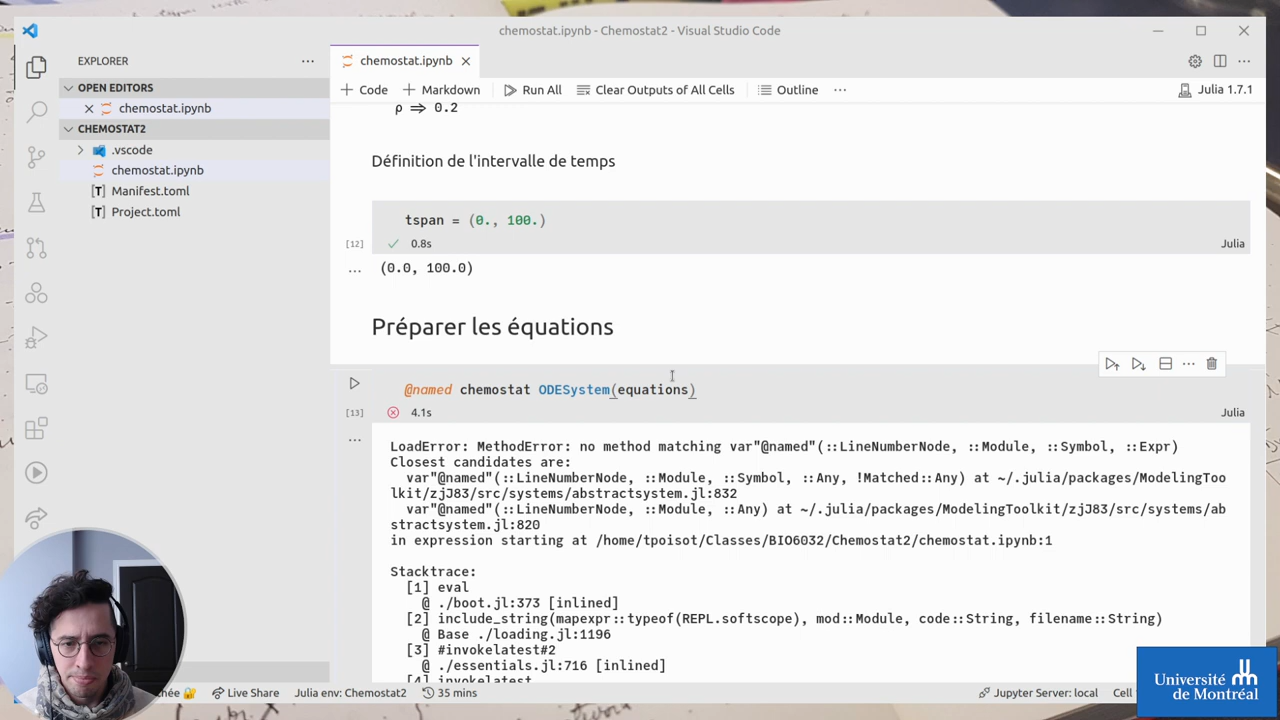 chemostat.ipynb - Chemostat2 - Visual Studio Code
EXPLORER
OPEN EDITORS
chemostat.ipynb
CHEMOSTAT2
.vscode
chemostat.ipynb
Manifest.toml
Project.toml
chemostat.ipynb
+ Code + Markdown Run All Clear Outputs of All Cells Outline ... Julia 1.7.1
ρ => 0.2
Définition de l'intervalle de temps
tspan = (0., 100.)
[12] 0.8s Julia
... (0.0, 100.0)
Préparer les équations
@named chemostat ODESystem(equations)
[13] 4.1s Julia
LoadError: MethodError: no method matching var"@named"(::LineNumberNode, ::Module, ::Symbol, ::Expr)
Closest candidates are:
var"@named"(::LineNumberNode, ::Module, ::Symbol, ::Any, !Matched::Any) at ~/.julia/packages/ModelingToo
lkit/zjJ83/src/systems/abstractsystem.jl:832
var"@named"(::LineNumberNode, ::Module, ::Any) at ~/.julia/packages/ModelingToolkit/zjJ83/src/systems/ab
stractsystem.jl:820
in expression starting at /home/tpoisot/Classes/BIO6032/Chemostat2/chemostat.ipynb:1
Stacktrace:
[1] eval
@ ./boot.jl:373 [inlined]
[2] include_string(mapexpr::typeof(REPL.softscope), mod::Module, code::String, filename::String)
@ Base ./loading.jl:1196
[3] #invokelatest#2
@ ./essentials.jl:716 [inlined]
[4] invokelatest
Live Share Julia env: Chemostat2 35 mins Jupyter Server: local Cell
Université
de Montréal